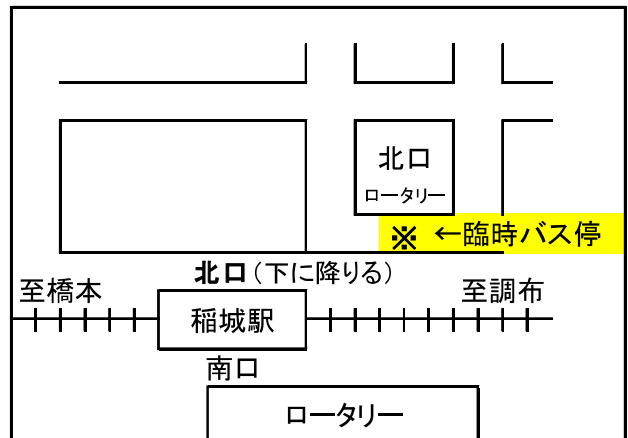 北口
ロータリー
※ ←臨時バス停
北口(下に降りる)
至橋本
至調布
稲城駅
南口
ロータリー